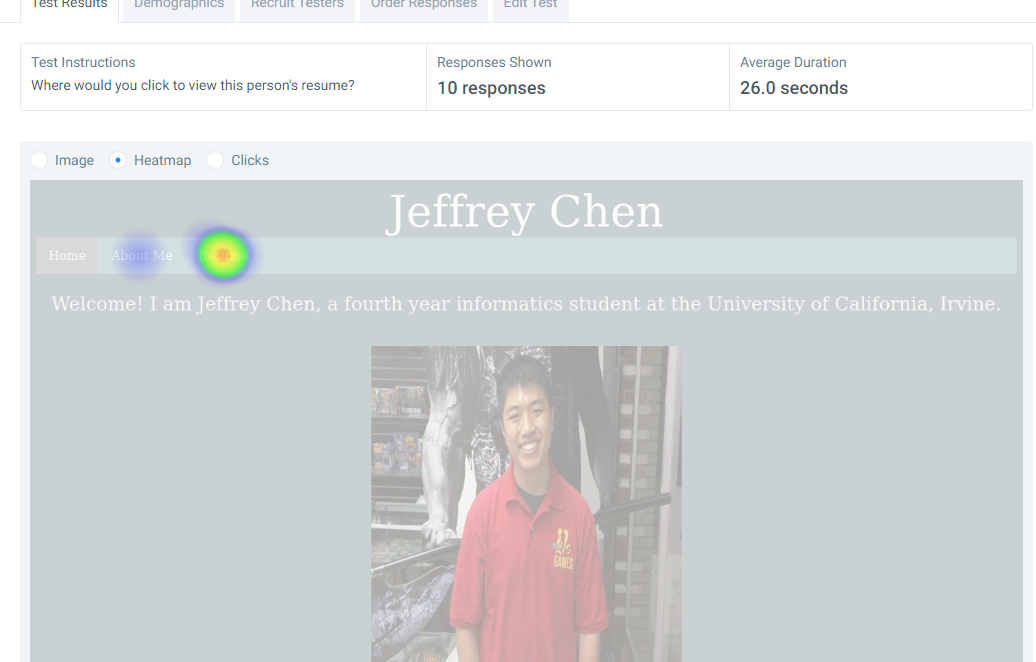 Test Results Demographics Recruit Testers Order Responses Edit Test
Test Instructions
Where would you click to view this person's resume?
Responses Shown
10 responses
Average Duration
26.0 seconds
Image Heatmap Clicks
Jeffrey Chen
Home About Me Resume
Welcome! I am Jeffrey Chen, a fourth year informatics student at the University of California, Irvine.
GAMES